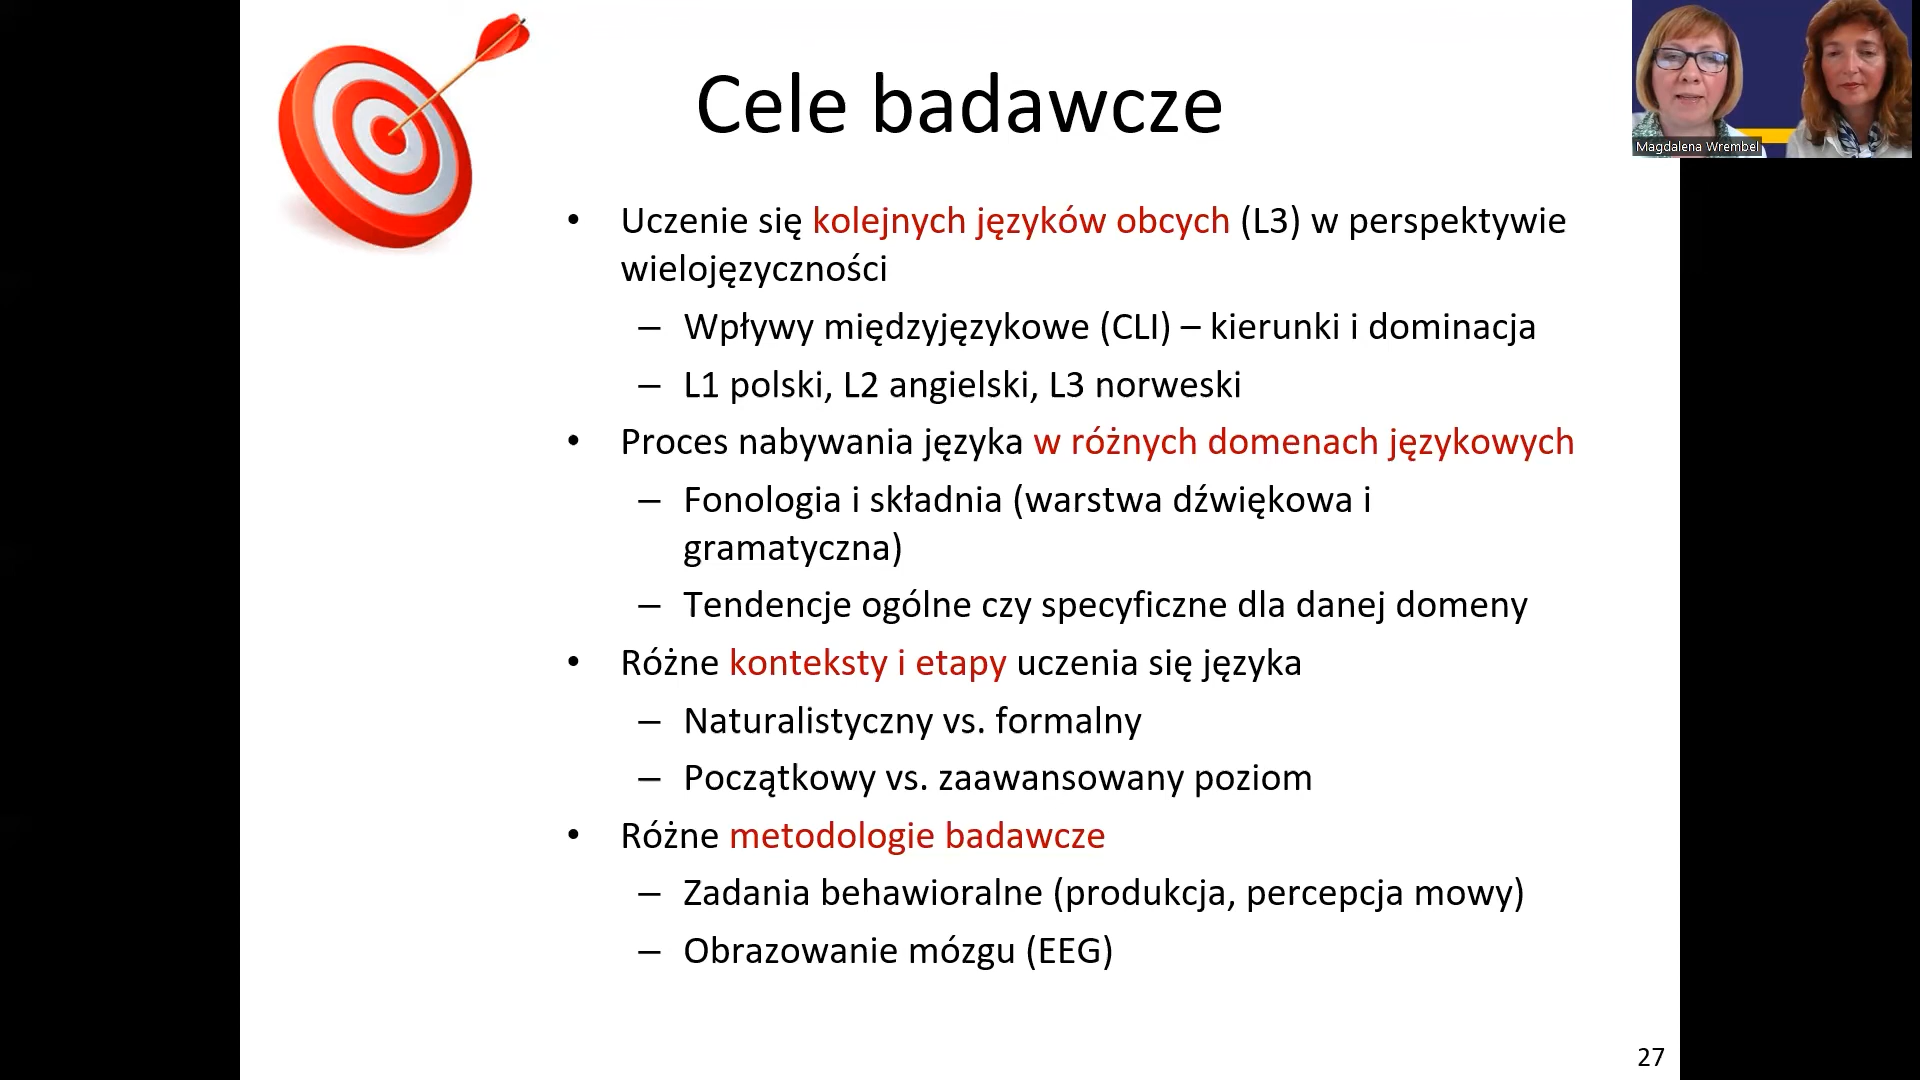 Cele badawcze
Magdalena Wrembel
• Uczenie się kolejnych języków obcych (L3) w perspektywie
wielojęzyczności
– Wpływy międzyjęzykowe (CLI) – kierunki i dominacja
– L1 polski, L2 angielski, L3 norweski
• Proces nabywania języka w różnych domenach językowych
– Fonologia i składnia (warstwa dźwiękowa i
gramatyczna)
– Tendencje ogólne czy specyficzne dla danej domeny
• Różne konteksty i etapy uczenia się języka
– Naturalistyczny vs. formalny
– Początkowy vs. zaawansowany poziom
• Różne metodologie badawcze
– Zadania behawioralne (produkcja, percepcja mowy)
– Obrazowanie mózgu (EEG)
27